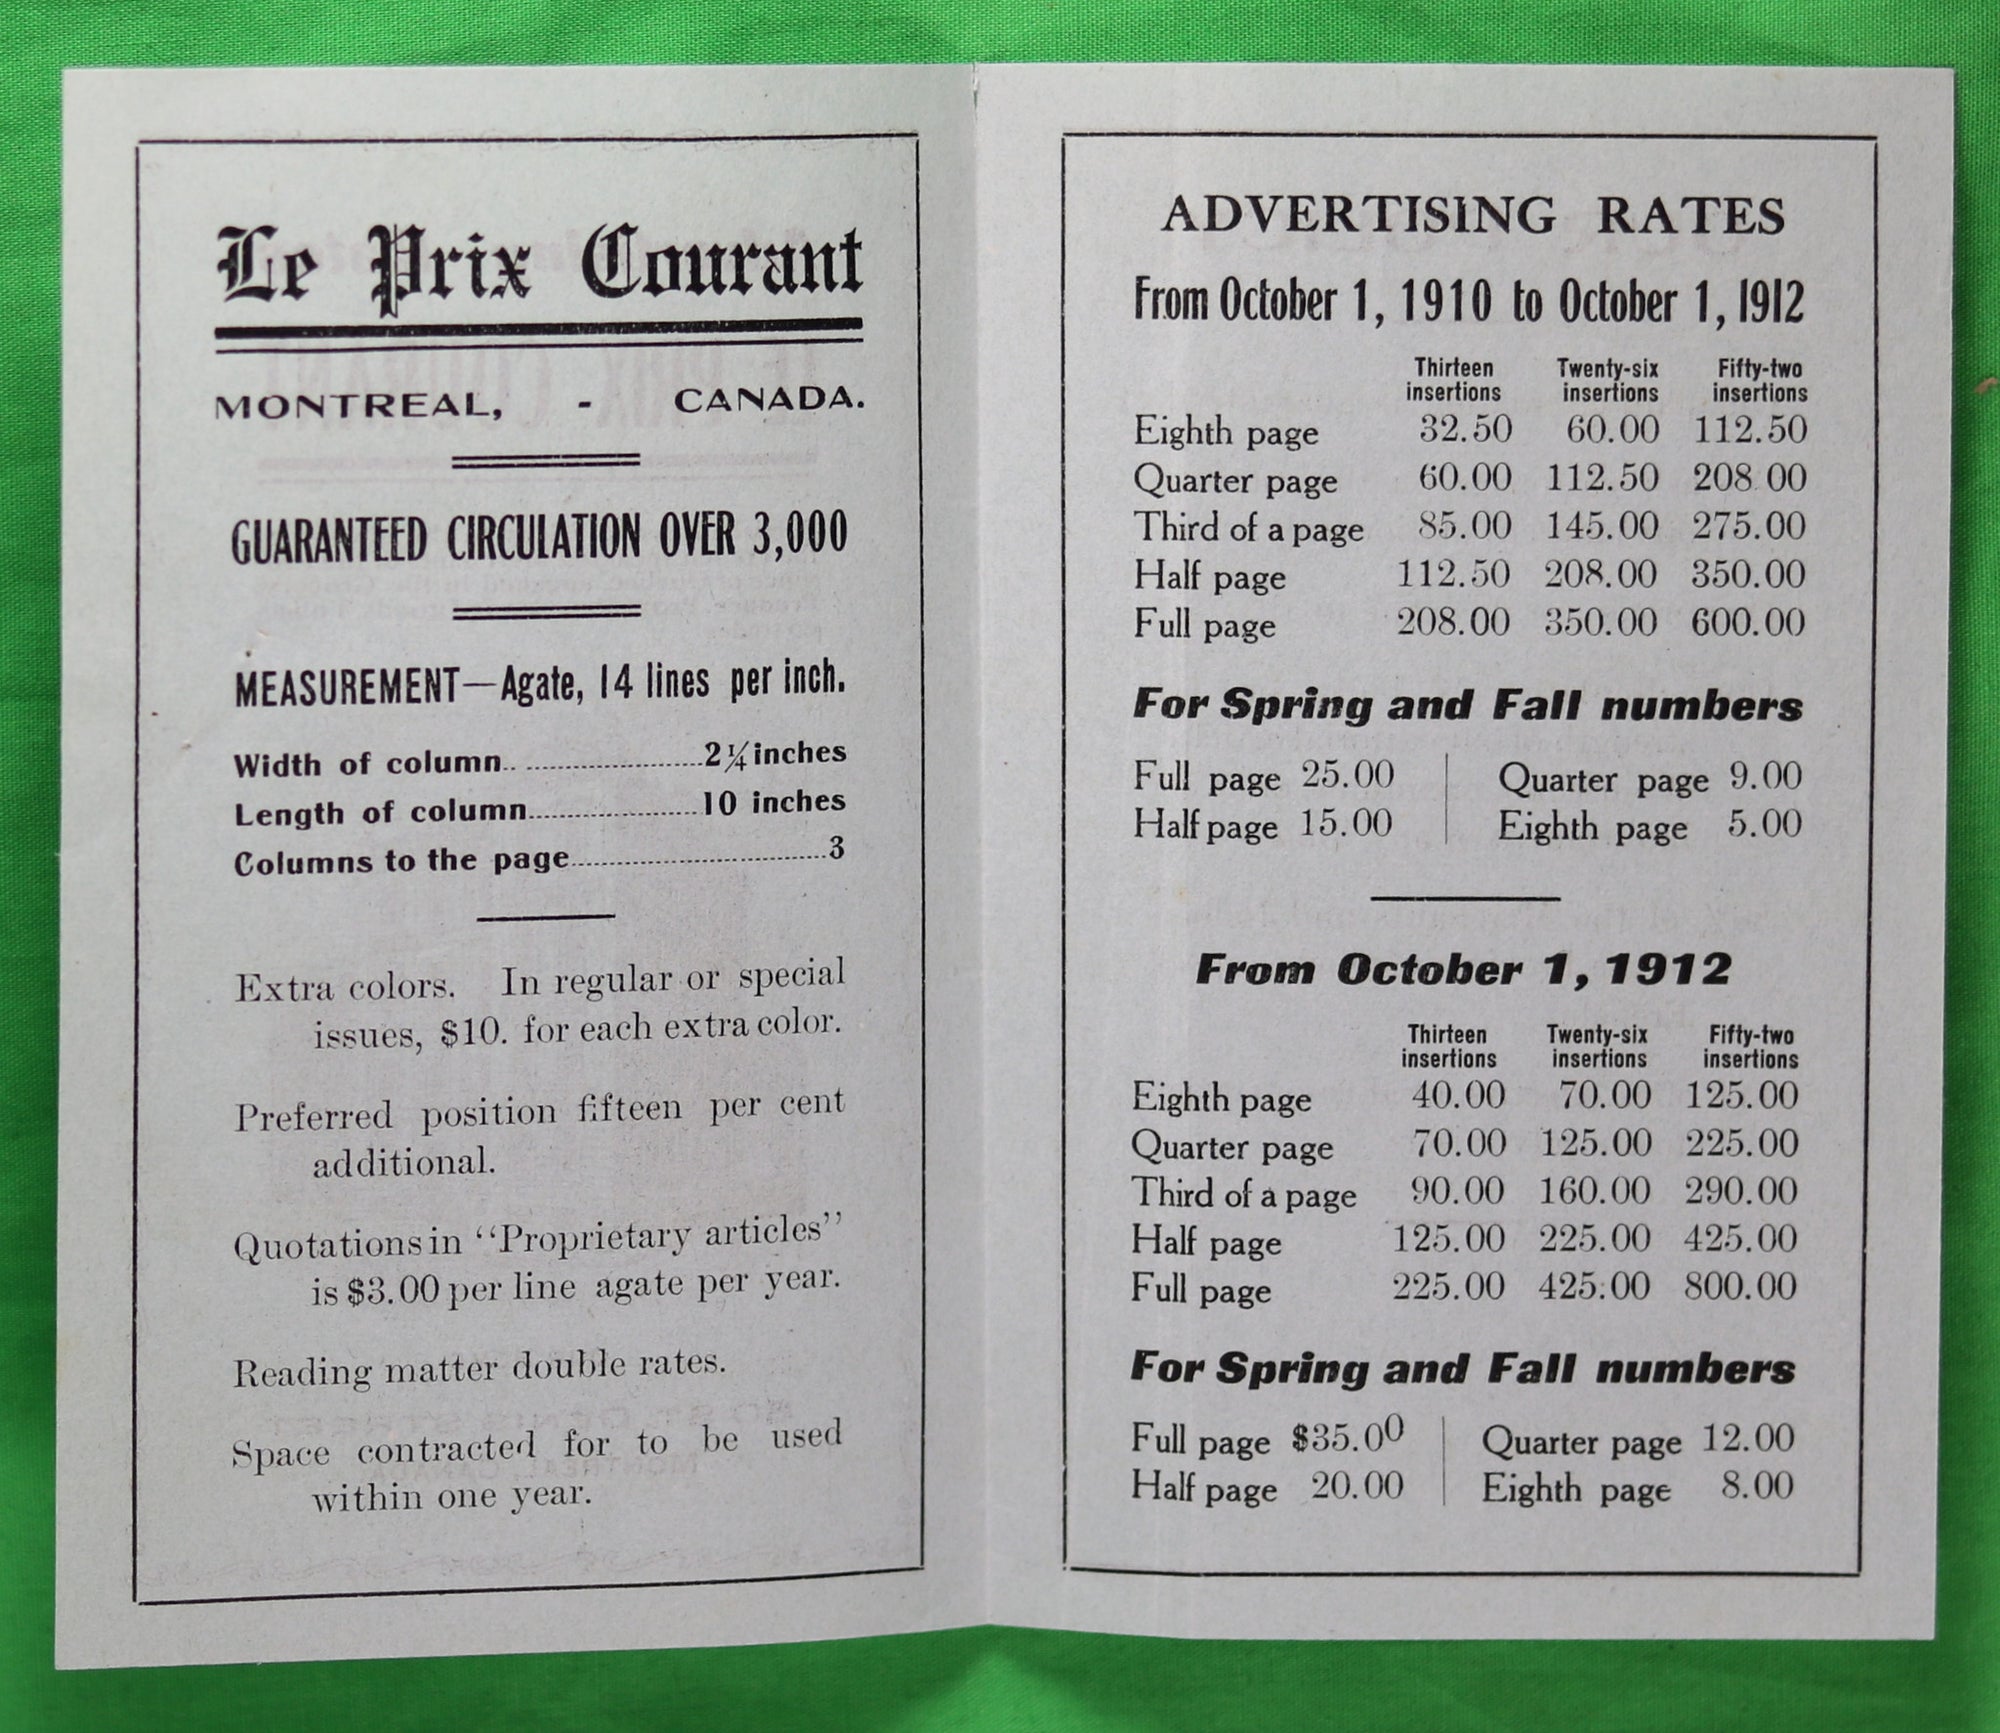 Le Prix Courant
MONTREAL, - CANADA.
GUARANTEED CIRCULATION OVER 3,000
MEASUREMENT—Agate, 14 lines per inch.
Width of column.. ......................2¼ inches
Length of column.....................10 inches
Columns to the page...............................3
Extra colors. In regular or special
issues, $10. for each extra color.
Preferred position fifteen per cent
additional.
Quotations in “Proprietary articles”
is $3.00 per line agate per year.
Reading matter double rates.
Space contracted for to be used
within one year.
ADVERTISING RATES
From October 1, 1910 to October 1, 1912
Thirteen Twenty-six Fifty-two
insertions insertions insertions
Eighth page 32.50 60.00 112.50
Quarter page 60.00 112.50 208.00
Third of a page 85.00 145.00 275.00
Half page 112.50 208.00 350.00
Full page 208.00 350.00 600.00
For Spring and Fall numbers
Full page 25.00 Quarter page 9.00
Half page 15.00 Eighth page 5.00
From October 1, 1912
Thirteen Twenty-six Fifty-two
insertions insertions insertions
Eighth page 40.00 70.00 125.00
Quarter page 70.00 125.00 225.00
Third of a page 90.00 160.00 290.00
Half page 125.00 225.00 425.00
Full page 225.00 425.00 800.00
For Spring and Fall numbers
Full page $35.00 Quarter page 12.00
Half page 20.00 Eighth page 8.00